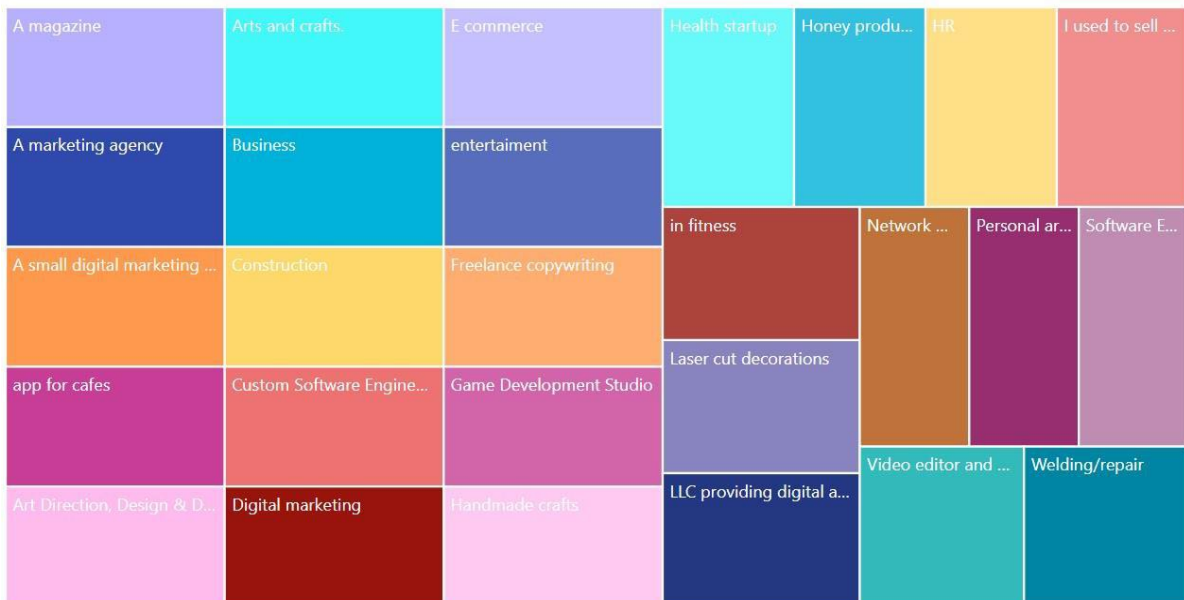 A magazine
Arts and crafts.
E commerce
Health startup
Honey produ...
HR
I used to sell ...
A marketing agency
Business
entertaiment
in fitness
Network ...
Personal ar...
Software E...
A small digital marketing ...
Construction
Freelance copywriting
Laser cut decorations
app for cafes
Custom Software Engine...
Game Development Studio
LLC providing digital a...
Video editor and ...
Welding/repair
Art Direction, Design & D...
Digital marketing
Handmade crafts